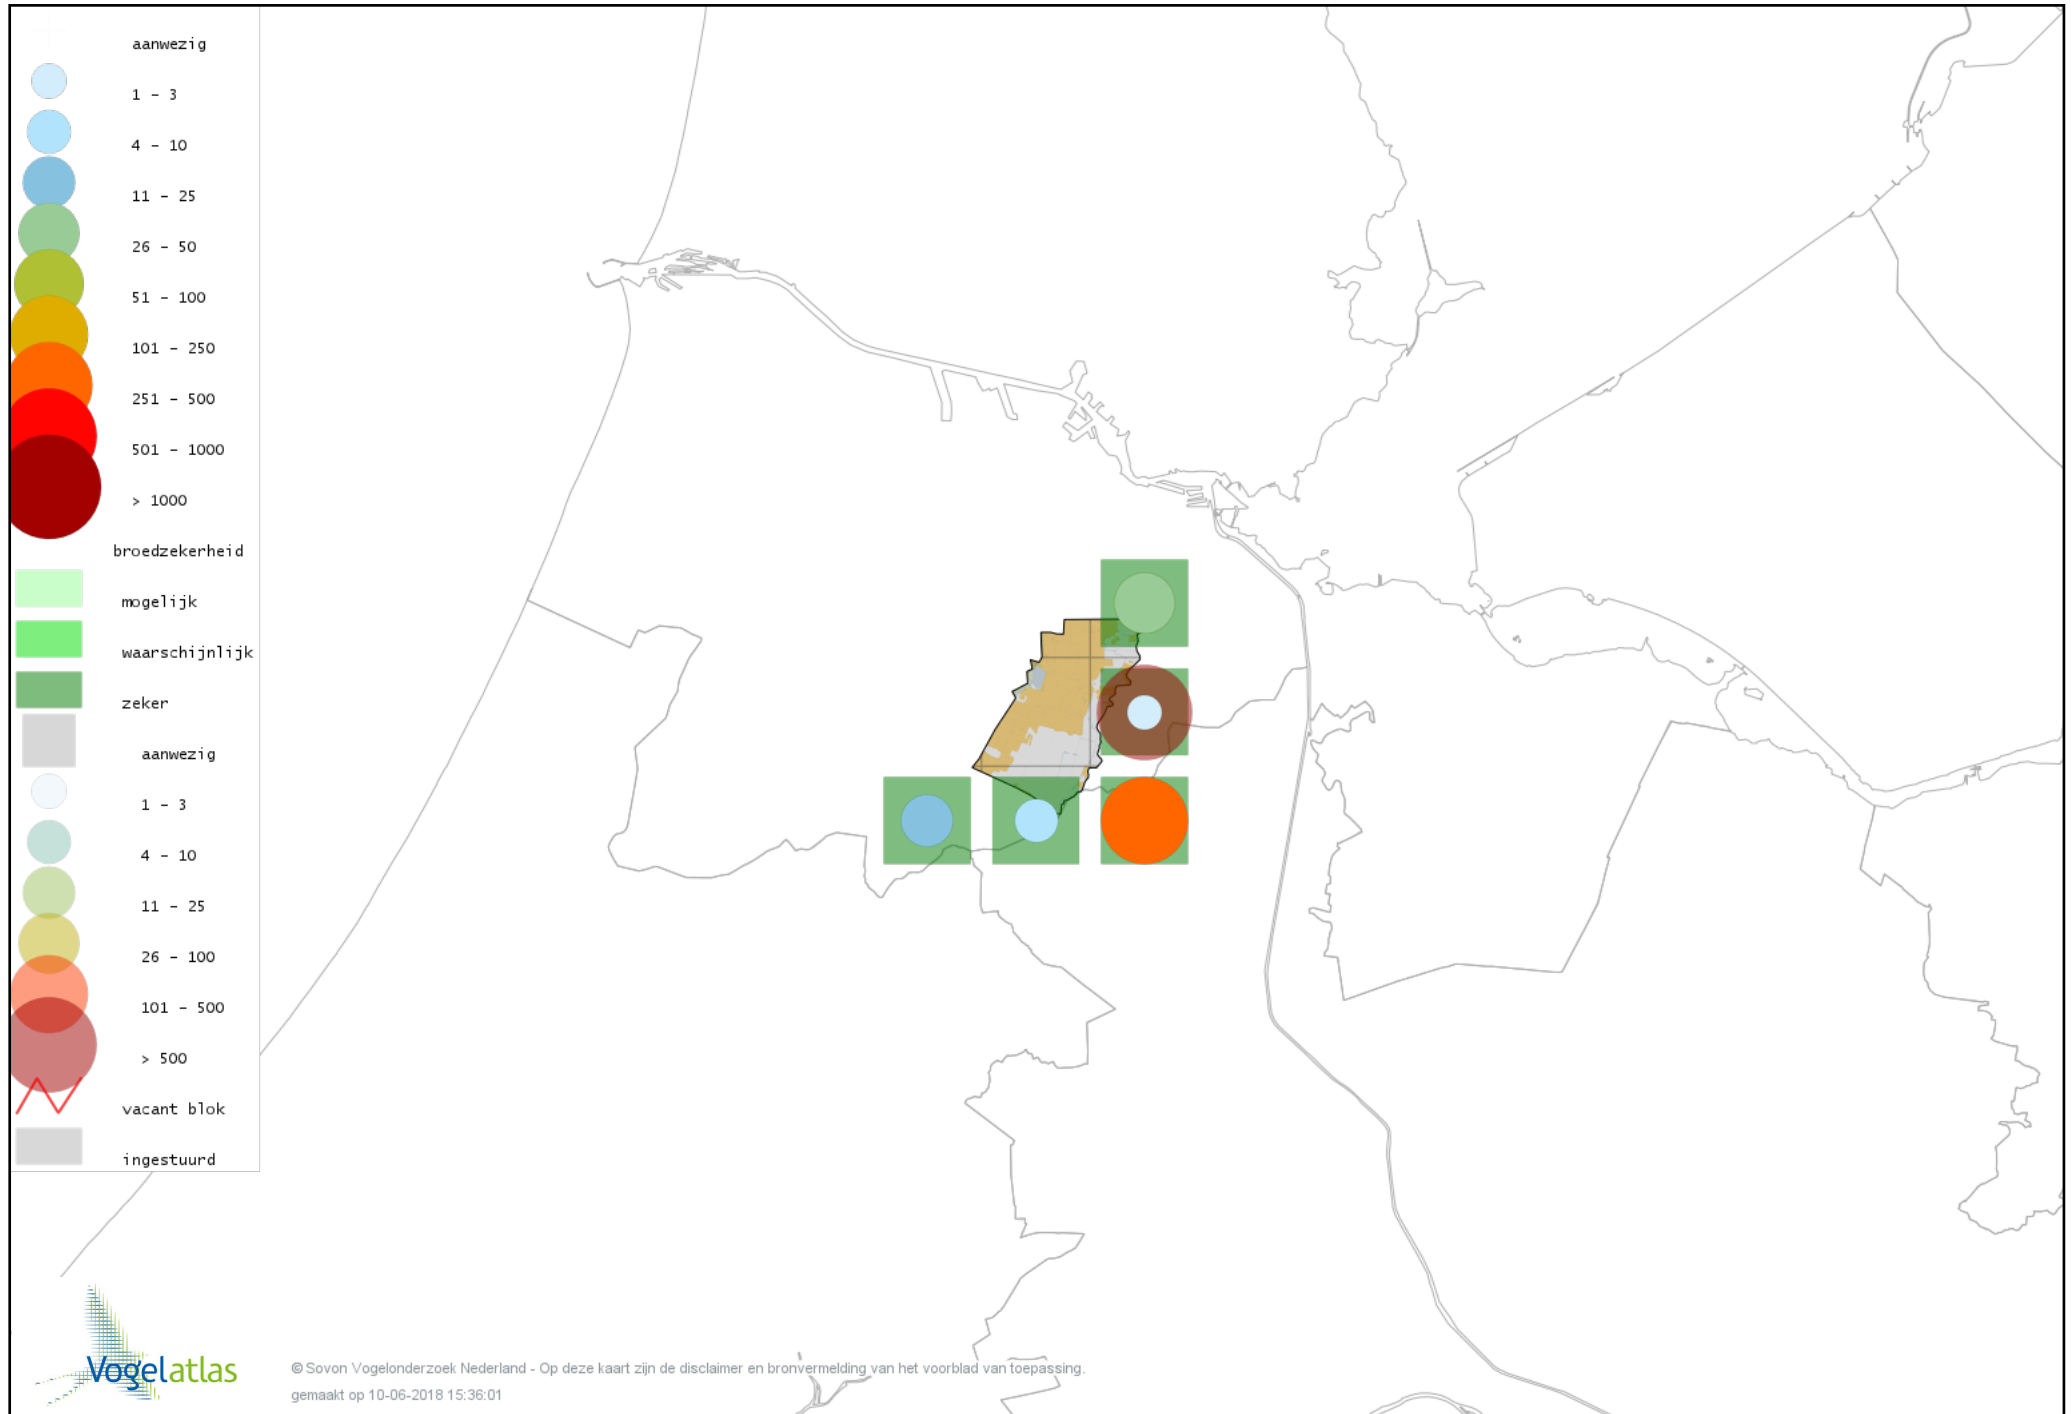 aanwezig
1 – 3
4 – 10
11 – 25
26 – 50
51 – 100
101 – 250
251 – 500
501 – 1000
> 1000
broedzekerheid
mogelijk
waarschijnlijk
zeker
aanwezig
1 – 3
4 – 10
11 – 25
26 – 100
101 – 500
> 500
vacant blok
ingestuurd
Vogelatlas
© Sovon Vogelonderzoek Nederland - Op deze kaart zijn de disclaimer en bronvermelding van het voorblad van toepassing.
gemaakt op 10-06-2018 15:36:01